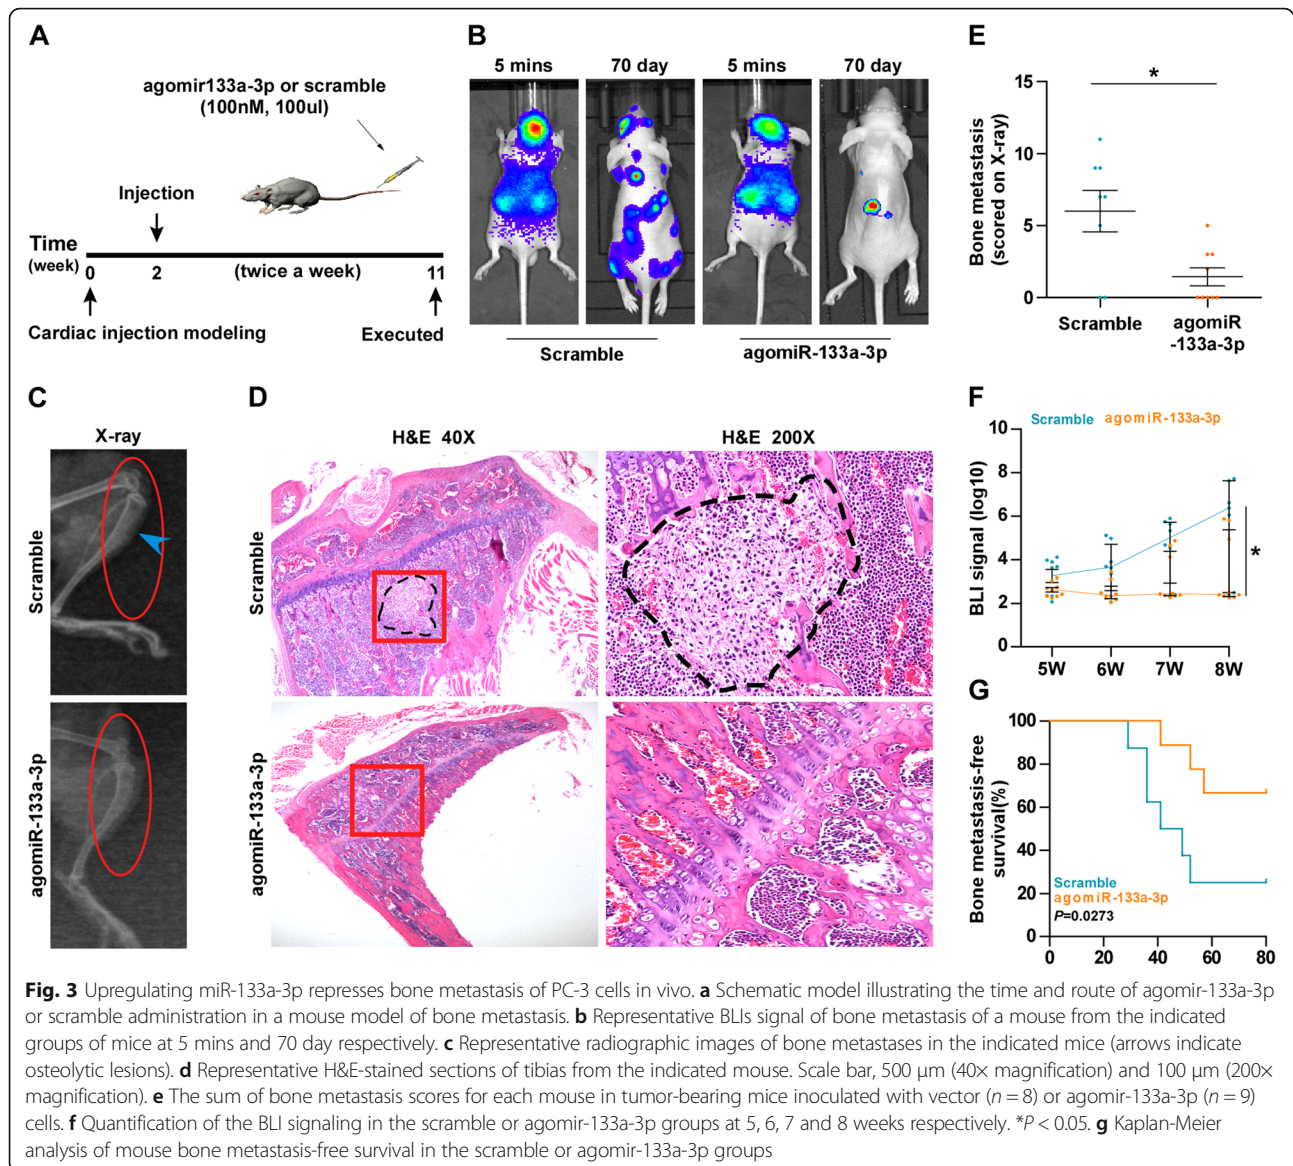 A
agomir133a-3p or scramble
(100nM, 100ul)
Injection
Time
(week)
0
2
(twice a week)
11
Cardiac injection modeling
Executed
B
5 mins
70 day
5 mins
70 day
Scramble
agomiR-133a-3p
E
Bone metastasis
(scored on X-ray)
15
10
5
0
*
Scramble
agomiR
-133a-3p
C
X-ray
Scramble
agomiR-133a-3p
D
H&E 40X
H&E 200X
Scramble
agomiR-133a-3p
F
Scramble
agomiR-133a-3p
BLI signal (log10)
10
8
6
4
2
0
*
5W
6W
7W
8W
G
Bone metastasis-free
survival(%)
100
80
60
40
20
0
Scramble
agomiR-133a-3p
P=0.0273
0
20
40
60
80
Fig. 3 Upregulating miR-133a-3p represses bone metastasis of PC-3 cells in vivo. a Schematic model illustrating the time and route of agomir-133a-3p
or scramble administration in a mouse model of bone metastasis. b Representative BLIs signal of bone metastasis of a mouse from the indicated
groups of mice at 5 mins and 70 day respectively. c Representative radiographic images of bone metastases in the indicated mice (arrows indicate
osteolytic lesions). d Representative H&E-stained sections of tibias from the indicated mouse. Scale bar, 500 μm (40× magnification) and 100 μm (200×
magnification). e The sum of bone metastasis scores for each mouse in tumor-bearing mice inoculated with vector (n = 8) or agomir-133a-3p (n = 9)
cells. f Quantification of the BLI signaling in the scramble or agomir-133a-3p groups at 5, 6, 7 and 8 weeks respectively. *P < 0.05. g Kaplan-Meier
analysis of mouse bone metastasis-free survival in the scramble or agomir-133a-3p groups